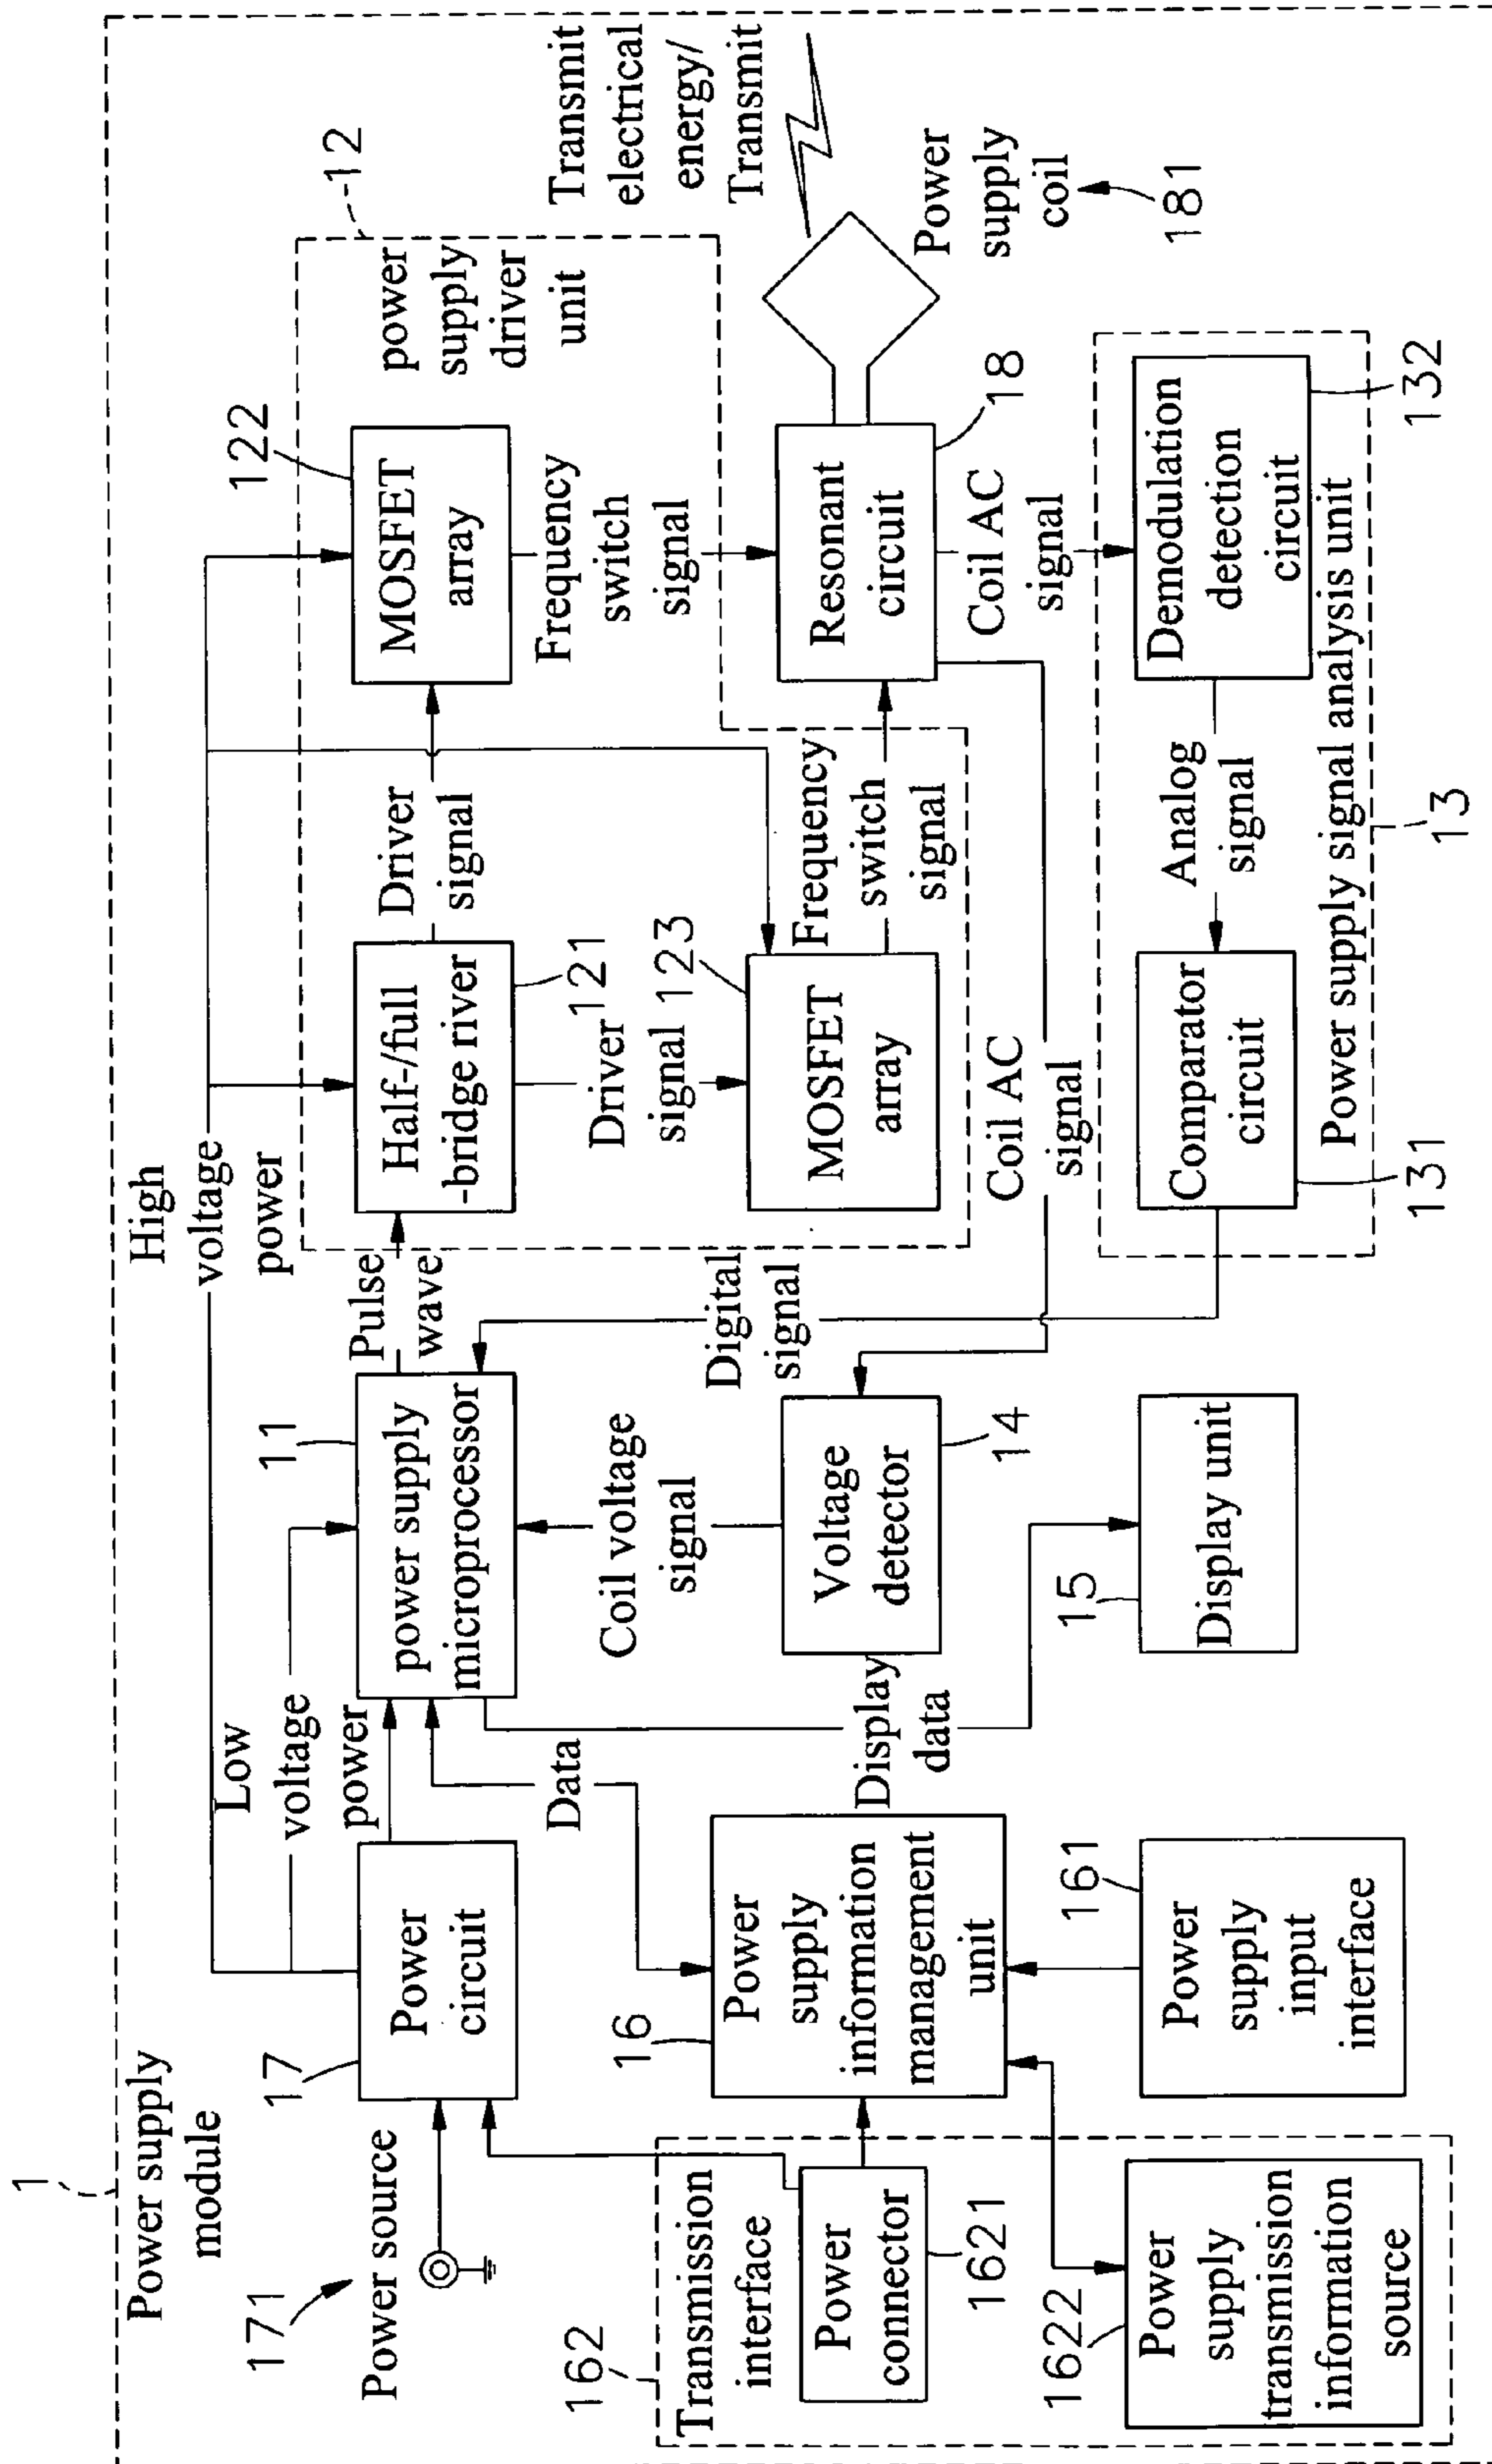 1
Power supply
module
171
Power source
17
Power
circuit
Low
voltage
power
High
voltage
power
11
power supply
microprocessor
Pulse
wave
Half-/full
-bridge river
121
Driver
signal
122
MOSFET
array
12
power
supply
driver
unit
Driver
signal
123
MOSFET
array
Frequency
switch
signal
Frequency
switch
signal
Resonant
circuit
18
Transmit
electrical
energy/
Transmit
Power
supply
coil
181
Coil AC
signal
Coil AC
signal
Demodulation
detection
circuit
132
Analog
signal
Comparator
circuit
131
Power supply signal analysis unit
13
Digital
signal
Coil voltage
signal
Voltage
detector
14
Display
data
15
Display unit
Data
16
Power
supply
information
management
unit
161
Power
supply
input
interface
162
Transmission
interface
Power
connector
1621
1622
Power
supply
transmission
information
source